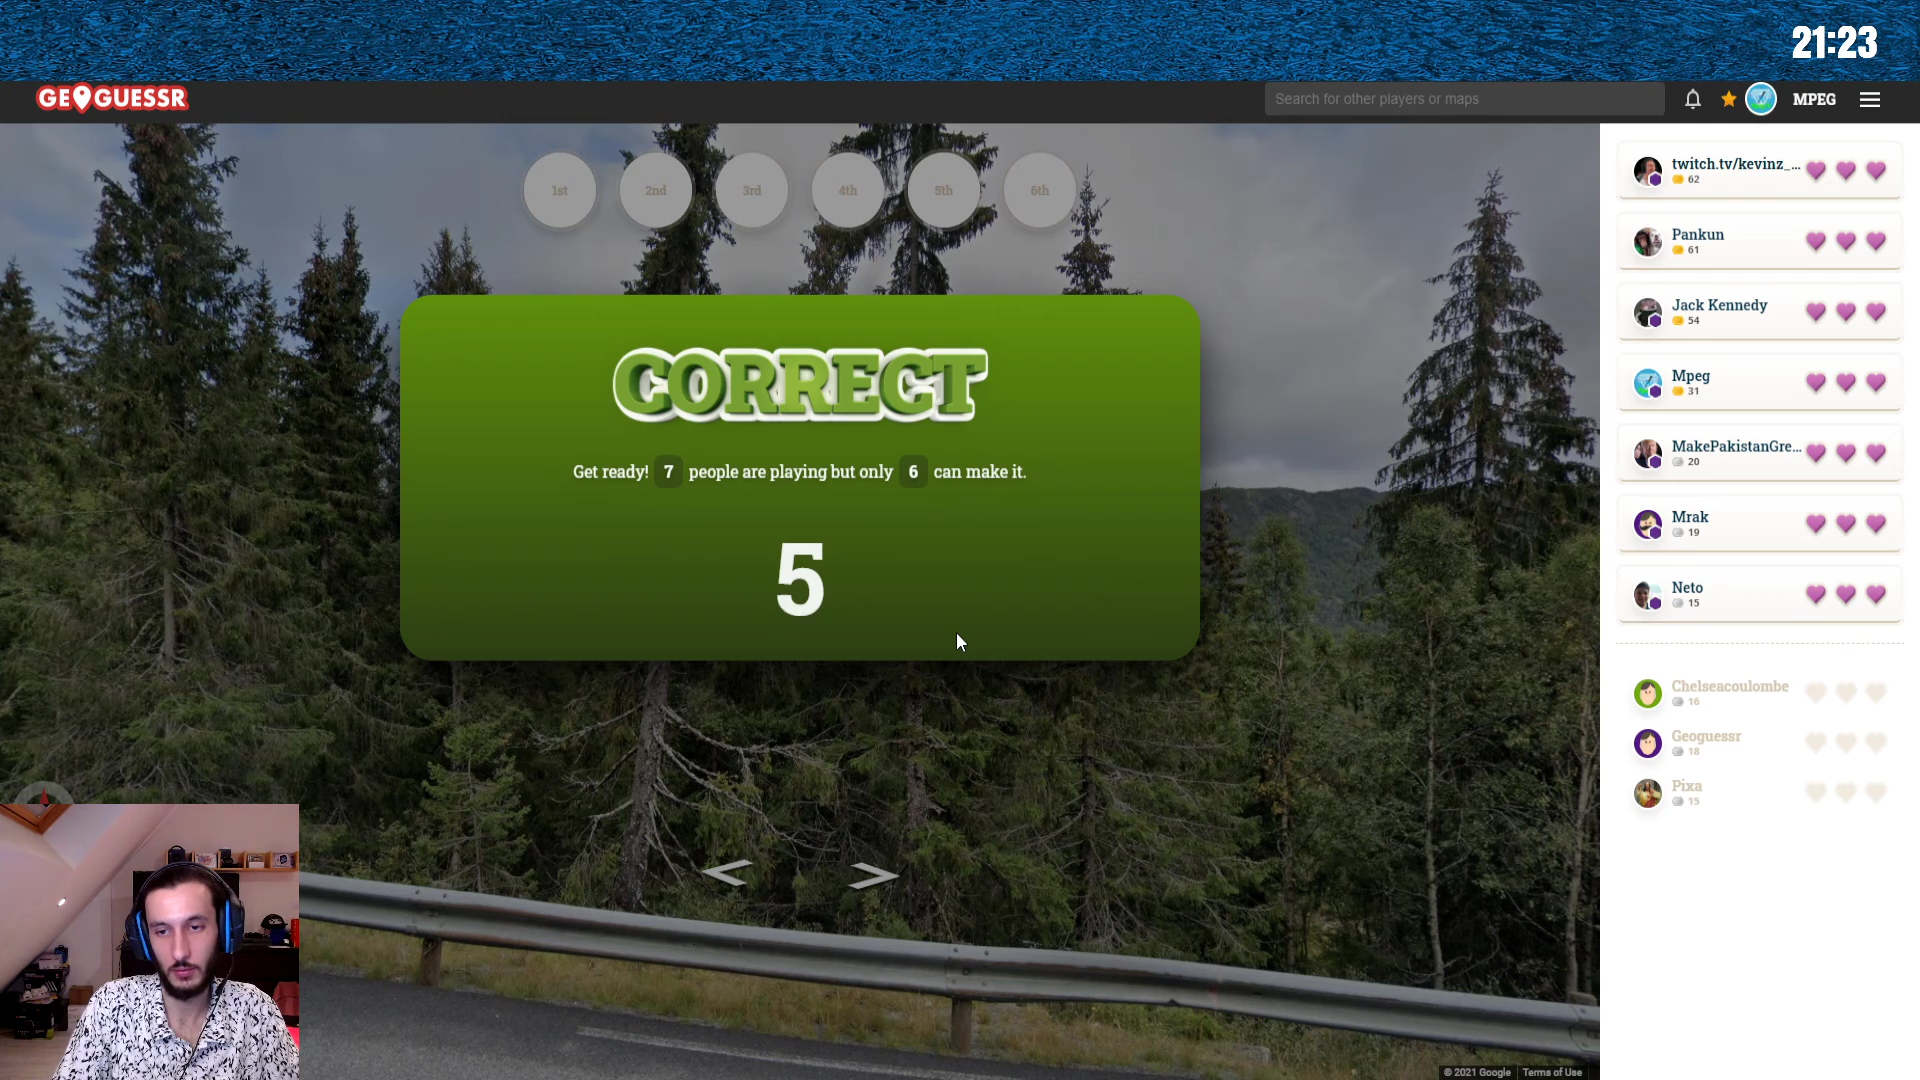 21:23
GEOGUESSR
Search for other players or maps
MPEG
1st
2nd
3rd
4th
5th
6th
CORRECT
Get ready! 7 people are playing but only 6 can make it.
5
twitch.tv/kevinz_...
62
Pankun
61
Jack Kennedy
54
Mpeg
31
MakePakistanGre...
20
Mrak
19
Neto
15
Chelseacoulombe
16
Geoguessr
18
Pixa
15
© 2021 Google
Terms of Use